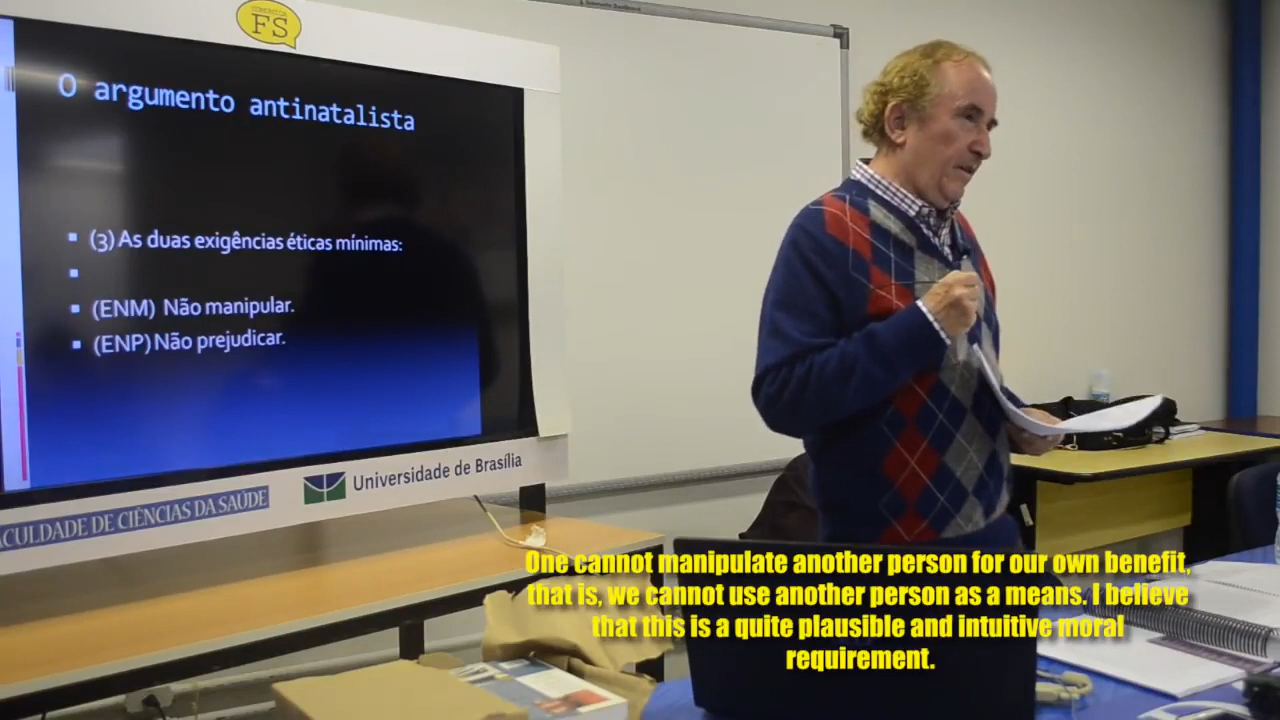 FS
O argumento antinatalista
(3) As duas exigências éticas mínimas:
(ENM) Não manipular.
(ENP) Não prejudicar.
ACULDADE DE CIÊNCIAS DA SAÚDE
Universidade de Brasília
One cannot manipulate another person for our own benefit,
that is, we cannot use another person as a means. I believe
that this is a quite plausible and intuitive moral
requirement.